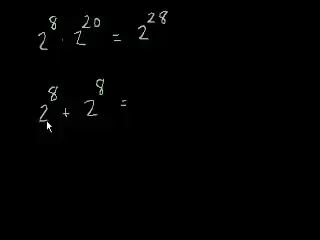 2⁸ · 2²⁰ = 2²⁸
2⁸ + 2⁸ =